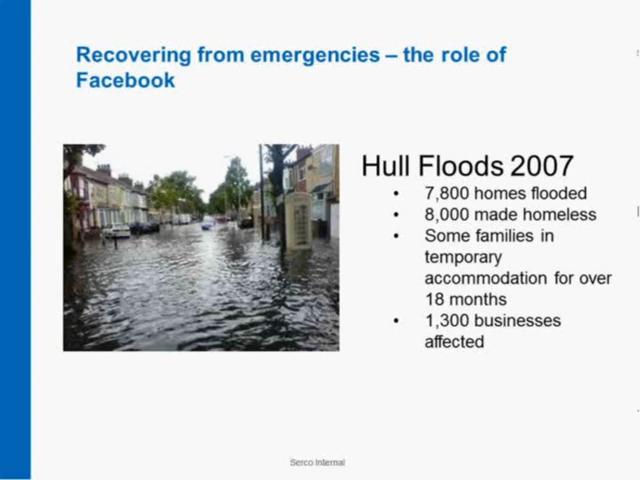 Recovering from emergencies – the role of
Facebook
Hull Floods 2007
• 7,800 homes flooded
• 8,000 made homeless
• Some families in
temporary
accommodation for over
18 months
• 1,300 businesses
affected
Serco Internal